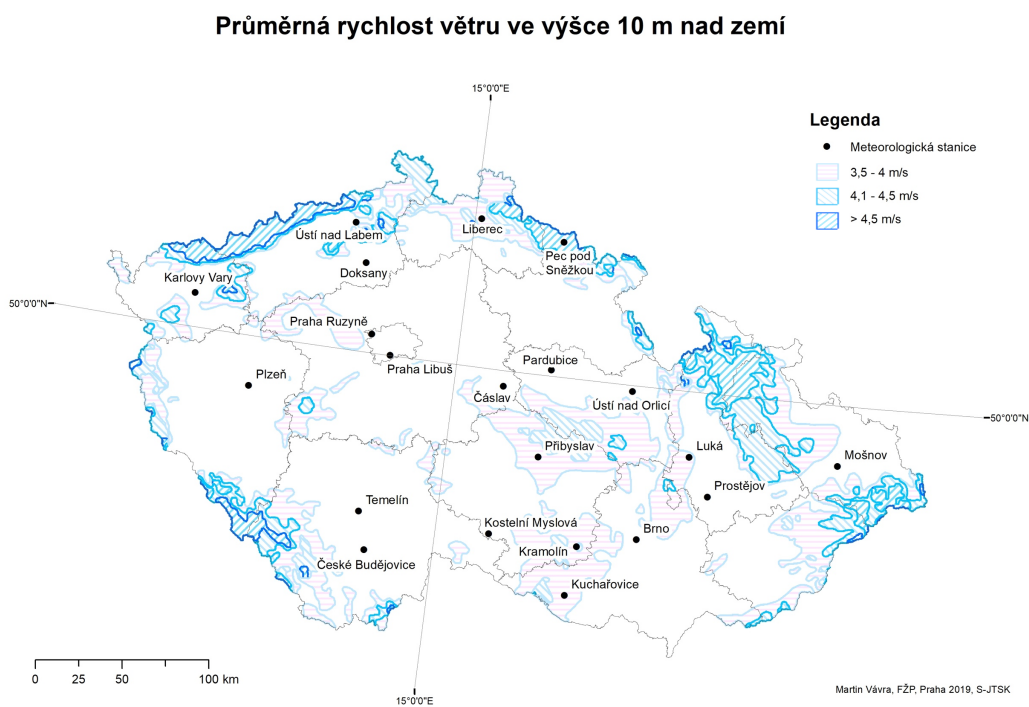 Průměrná rychlost větru ve výšce 10 m nad zemí
15°0'0"E
Legenda
Meteorologická stanice
3,5 - 4 m/s
4,1 - 4,5 m/s
> 4,5 m/s
Ústí nad Labem
Liberec
Pec pod
Sněžkou
Doksany
Karlovy Vary
50°0'0"N
Praha Ruzyně
Praha Libuš
Pardubice
Plzeň
Čáslav
Ústí nad Orlicí
50°0'0"N
Přibyslav
Luká
Mošnov
Prostějov
Temelín
Kostelní Myslová
Brno
Kramolín
České Budějovice
Kuchařovice
0 25 50 100 km
15°0'0"E
Martin Vávra, FŽP, Praha 2019, S-JTSK